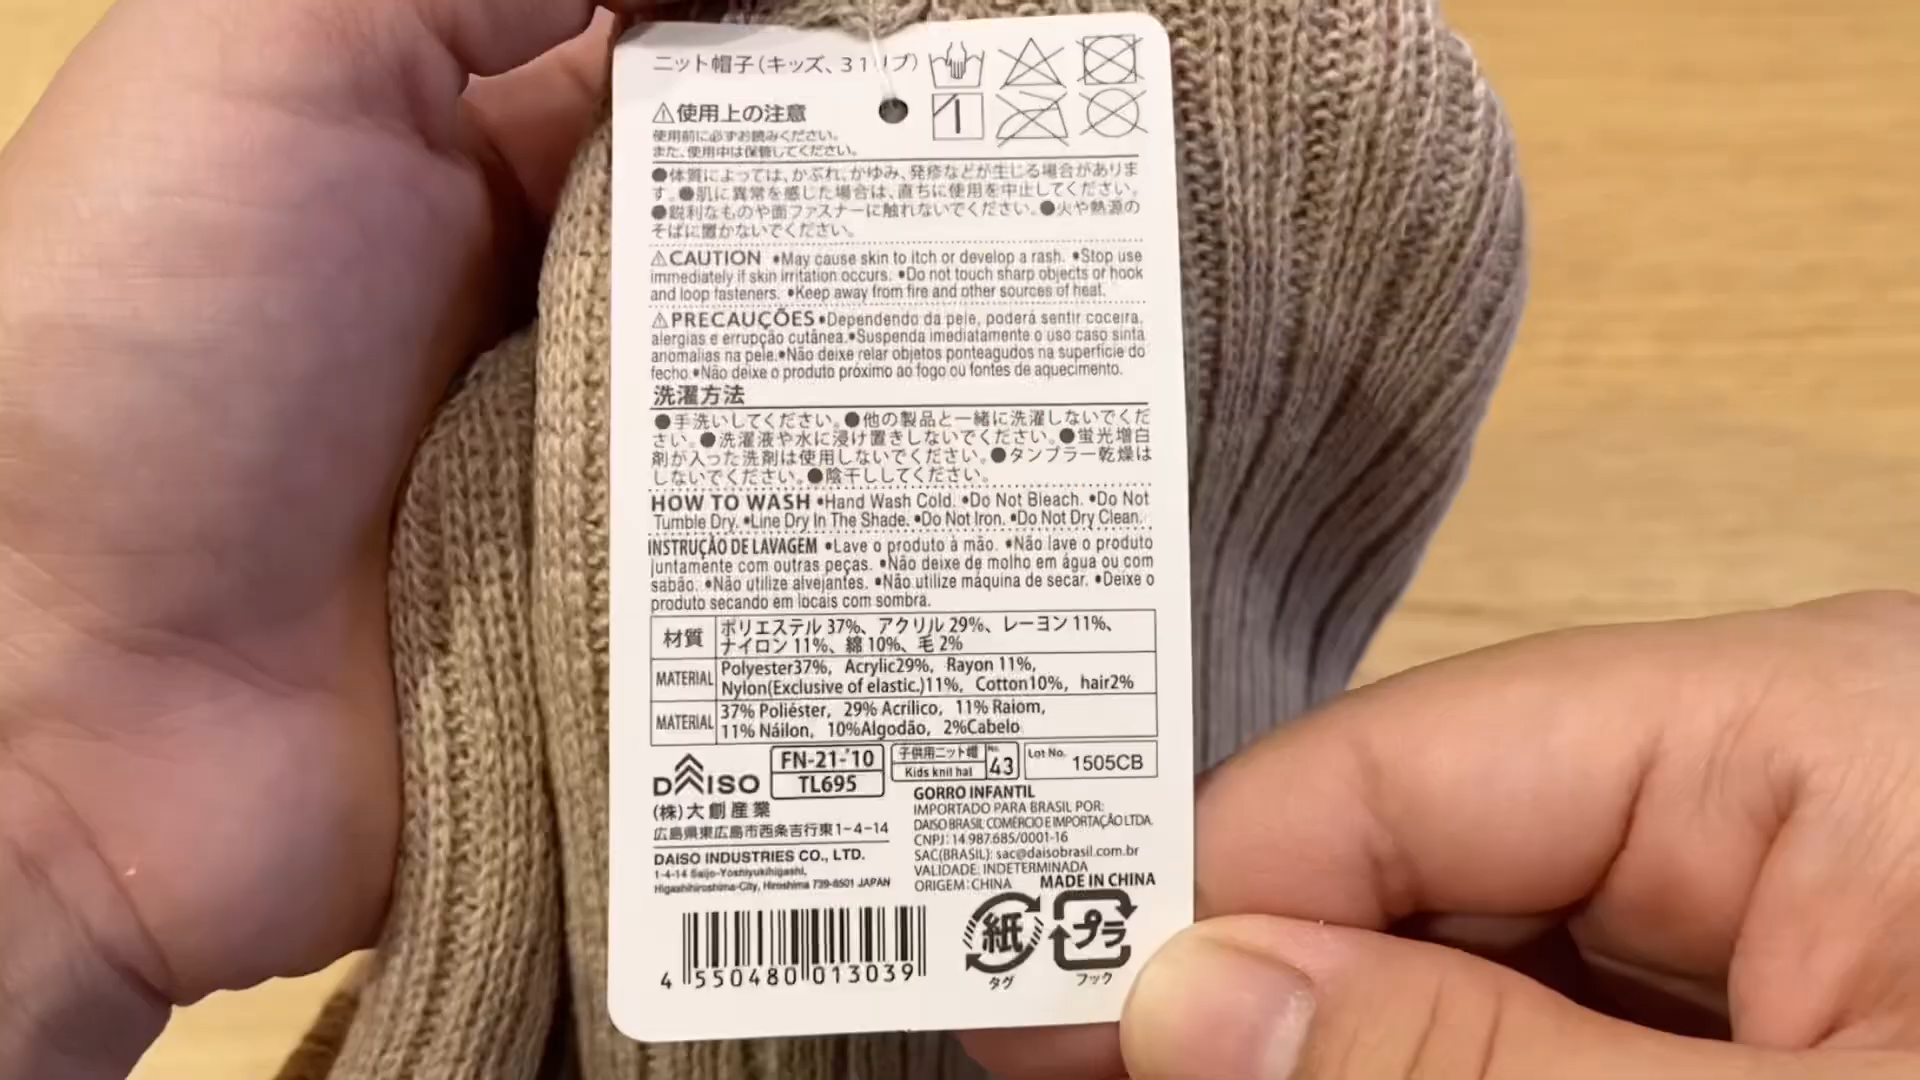 ニット帽子(キッズ、31リブ)
⚠使用上の注意
使用前に必ずお読みください。
また、使用中は保管してください。
●体質によっては、かぶれ、かゆみ、発疹などが生じる場合がありま
す。●肌に異常を感じた場合は、直ちに使用を中止してください。
●鋭利なものや面ファスナーに触れないでください。●火や熱源の
そばに置かないでください。
⚠CAUTION •May cause skin to itch or develop a rash. •Stop use
immediately if skin irritation occurs. •Do not touch sharp objects or hook
and loop fasteners. •Keep away from fire and other sources of heat.
⚠PRECAUÇÕES•Dependendo da pele, poderá sentir coceira,
alergias e errupção cutânea.•Suspenda imediatamente o uso caso sinta
anomalias na pele.•Não deixe relar objetos ponteagudos na superfície do
fecho.•Não deixe o produto próximo ao fogo ou fontes de aquecimento.
洗濯方法
●手洗いしてください。●他の製品と一緒に洗濯しないでくだ
さい。●洗濯液や水に浸け置きしないでください。●蛍光増白
剤が入った洗剤は使用しないでください。●タンブラー乾燥は
しないでください。●陰干ししてください。
HOW TO WASH •Hand Wash Cold. •Do Not Bleach. •Do Not
Tumble Dry. •Line Dry In The Shade. •Do Not Iron. •Do Not Dry Clean.
INSTRUÇÃO DE LAVAGEM •Lave o produto à mão. •Não lave o produto
juntamente com outras peças. •Não deixe de molho em água ou com
sabão. •Não utilize alvejantes. •Não utilize máquina de secar. •Deixe o
produto secando em locais com sombra.
材質 ポリエステル 37%、アクリル 29%、レーヨン 11%、
ナイロン 11%、綿 10%、毛 2%
MATERIAL Polyester37%, Acrylic29%, Rayon 11%,
Nylon(Exclusive of elastic.)11%, Cotton10%, hair2%
MATERIAL 37% Poliéster, 29% Acrílico, 11% Raiom,
11% Náilon, 10%Algodão, 2%Cabelo
DAISO
FN-21-'10
TL695
子供用ニット帽
Kids knit hat
No. 43
Lot No. 1505CB
(株)大創産業
広島県東広島市西条吉行東1-4-14
DAISO INDUSTRIES CO., LTD.
1-4-14 Saijo-Yoshiyukihigashi,
Higashihiroshima-City, Hiroshima 739-8501 JAPAN
GORRO INFANTIL
IMPORTADO PARA BRASIL POR:
DAISO BRASIL COMÉRCIO E IMPORTAÇÃO LTDA.
CNPJ: 14.987.685/0001-16
SAC(BRASIL): sac@daisobrasil.com.br
VALIDADE: INDETERMINADA
ORIGEM: CHINA MADE IN CHINA
4 550480 013039
紙
タグ
プラ
フック